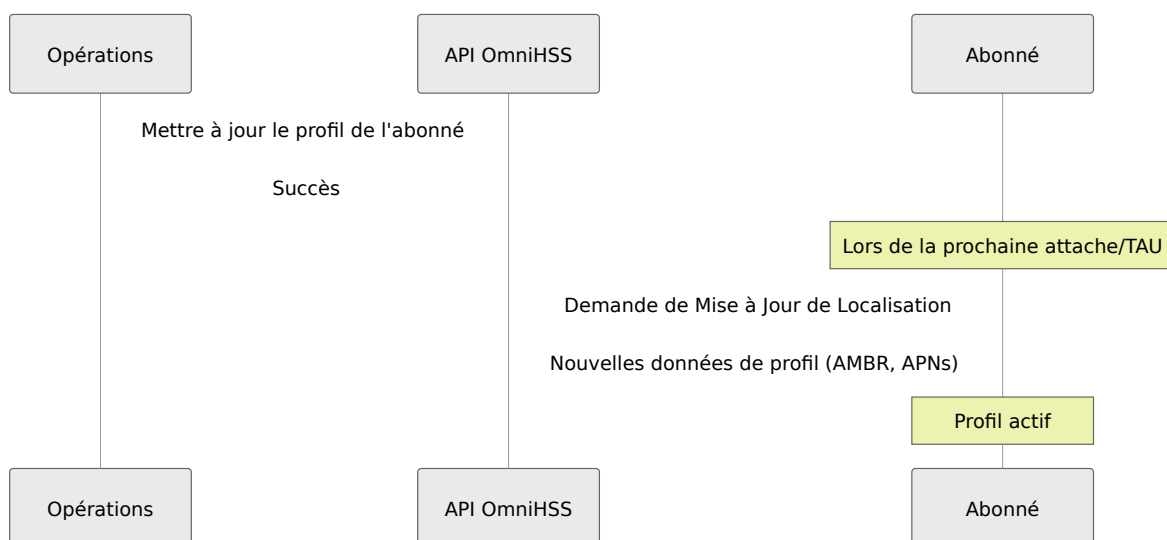 Opérations
API OmniHSS
Abonné
Mettre à jour le profil de l'abonné
Succès
Lors de la prochaine attache/TAU
Demande de Mise à Jour de Localisation
Nouvelles données de profil (AMBR, APNs)
Profil actif
Opérations
API OmniHSS
Abonné